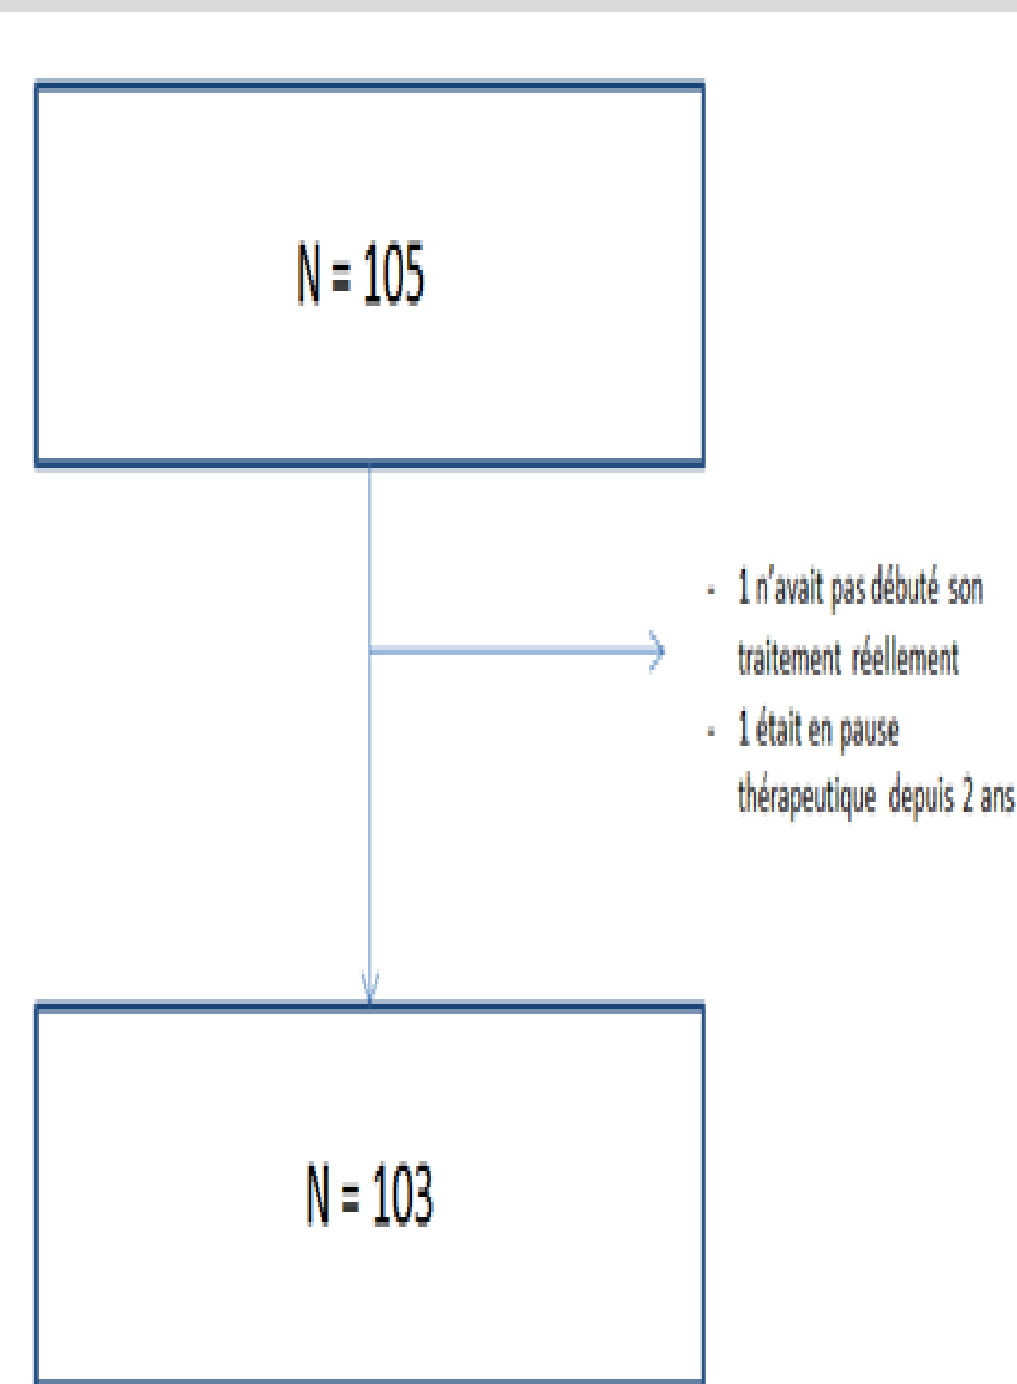 N = 105
- 1 n’avait pas débuté son
traitement réellement
- 1 était en pause
thérapeutique depuis 2 ans
N = 103